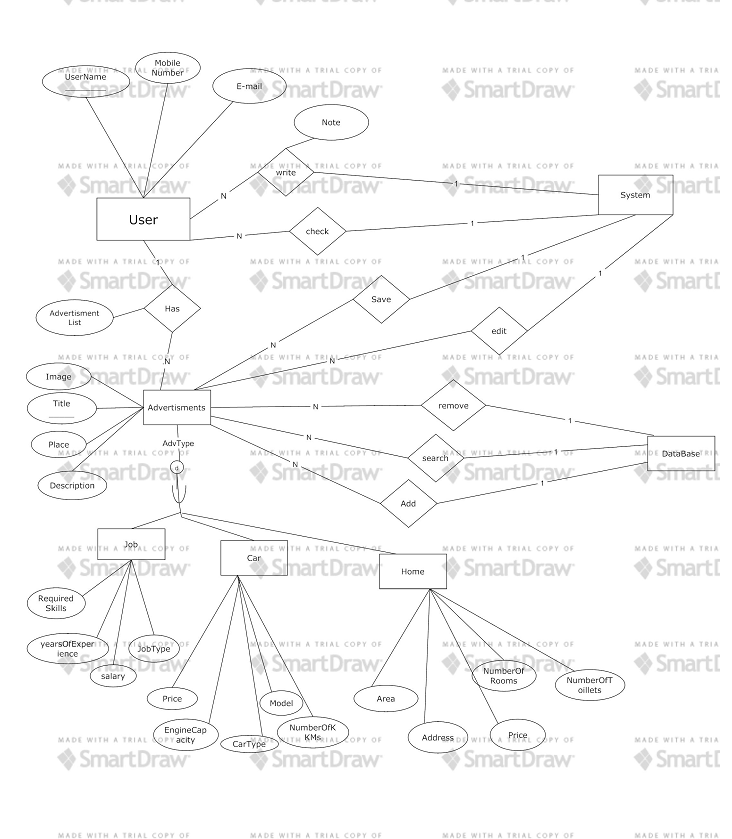 UserName
Mobile
Number
E-mail
Note
write
User
N
1
System
check
N
1
1
Has
Advertisment
List
N
Save
1
N
edit
1
N
Image
Title
Place
Description
Advertisments
AdvType
d
N
remove
1
N
search
1
N
Add
1
DataBase
Job
Car
Home
Required
Skills
yearsOfExper
ience
salary
JobType
Price
EngineCap
acity
CarType
Model
NumberOfK
KMs
Area
Address
NumberOf
Rooms
Price
NumberOfT
oillets
MADE WITH A TRIAL COPY OF
SmartDraw